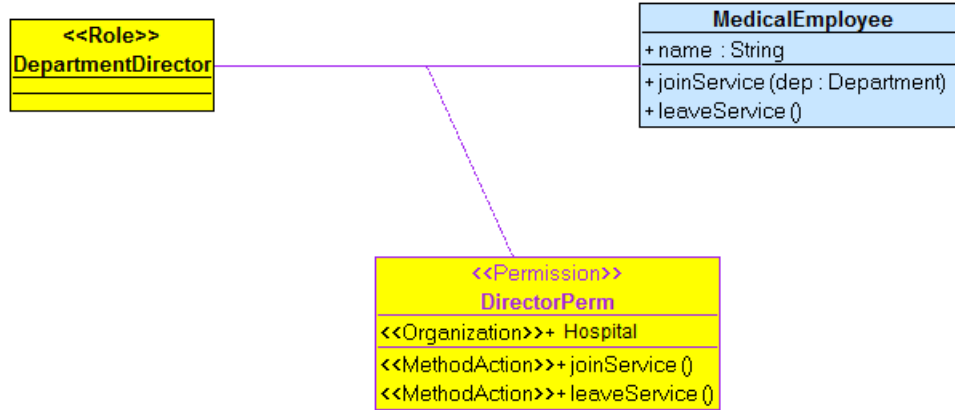 <<Role>>
DepartmentDirector
MedicalEmployee
+ name : String
+ joinService (dep : Department)
+ leaveService ()
<<Permission>>
DirectorPerm
<<Organization>>+ Hospital
<<MethodAction>>+ joinService ()
<<MethodAction>>+ leaveService ()